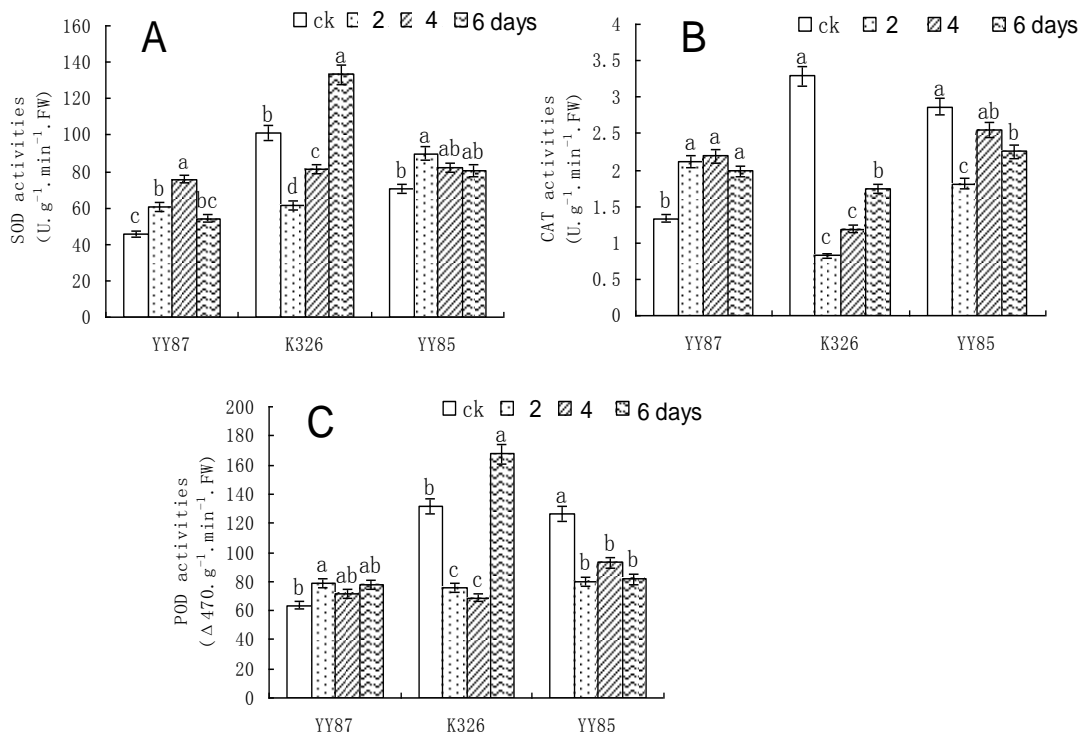 A
ck 2 4 6 days
SOD activities
(U. g⁻¹. min⁻¹. FW)
160
140
120
100
80
60
40
20
0
c b a bc
b d c a
b a ab ab
YY87 K326 YY85
B
ck 2 4 6 days
CAT activities
(U. g⁻¹. min⁻¹. FW)
4
3.5
3
2.5
2
1.5
1
0.5
0
b a a a
a c c b
a c ab b
YY87 K326 YY85
C
ck 2 4 6 days
POD activities
(Δ470. g⁻¹. min⁻¹. FW)
200
180
160
140
120
100
80
60
40
20
0
b a ab ab
b c c a
a b b b
YY87 K326 YY85